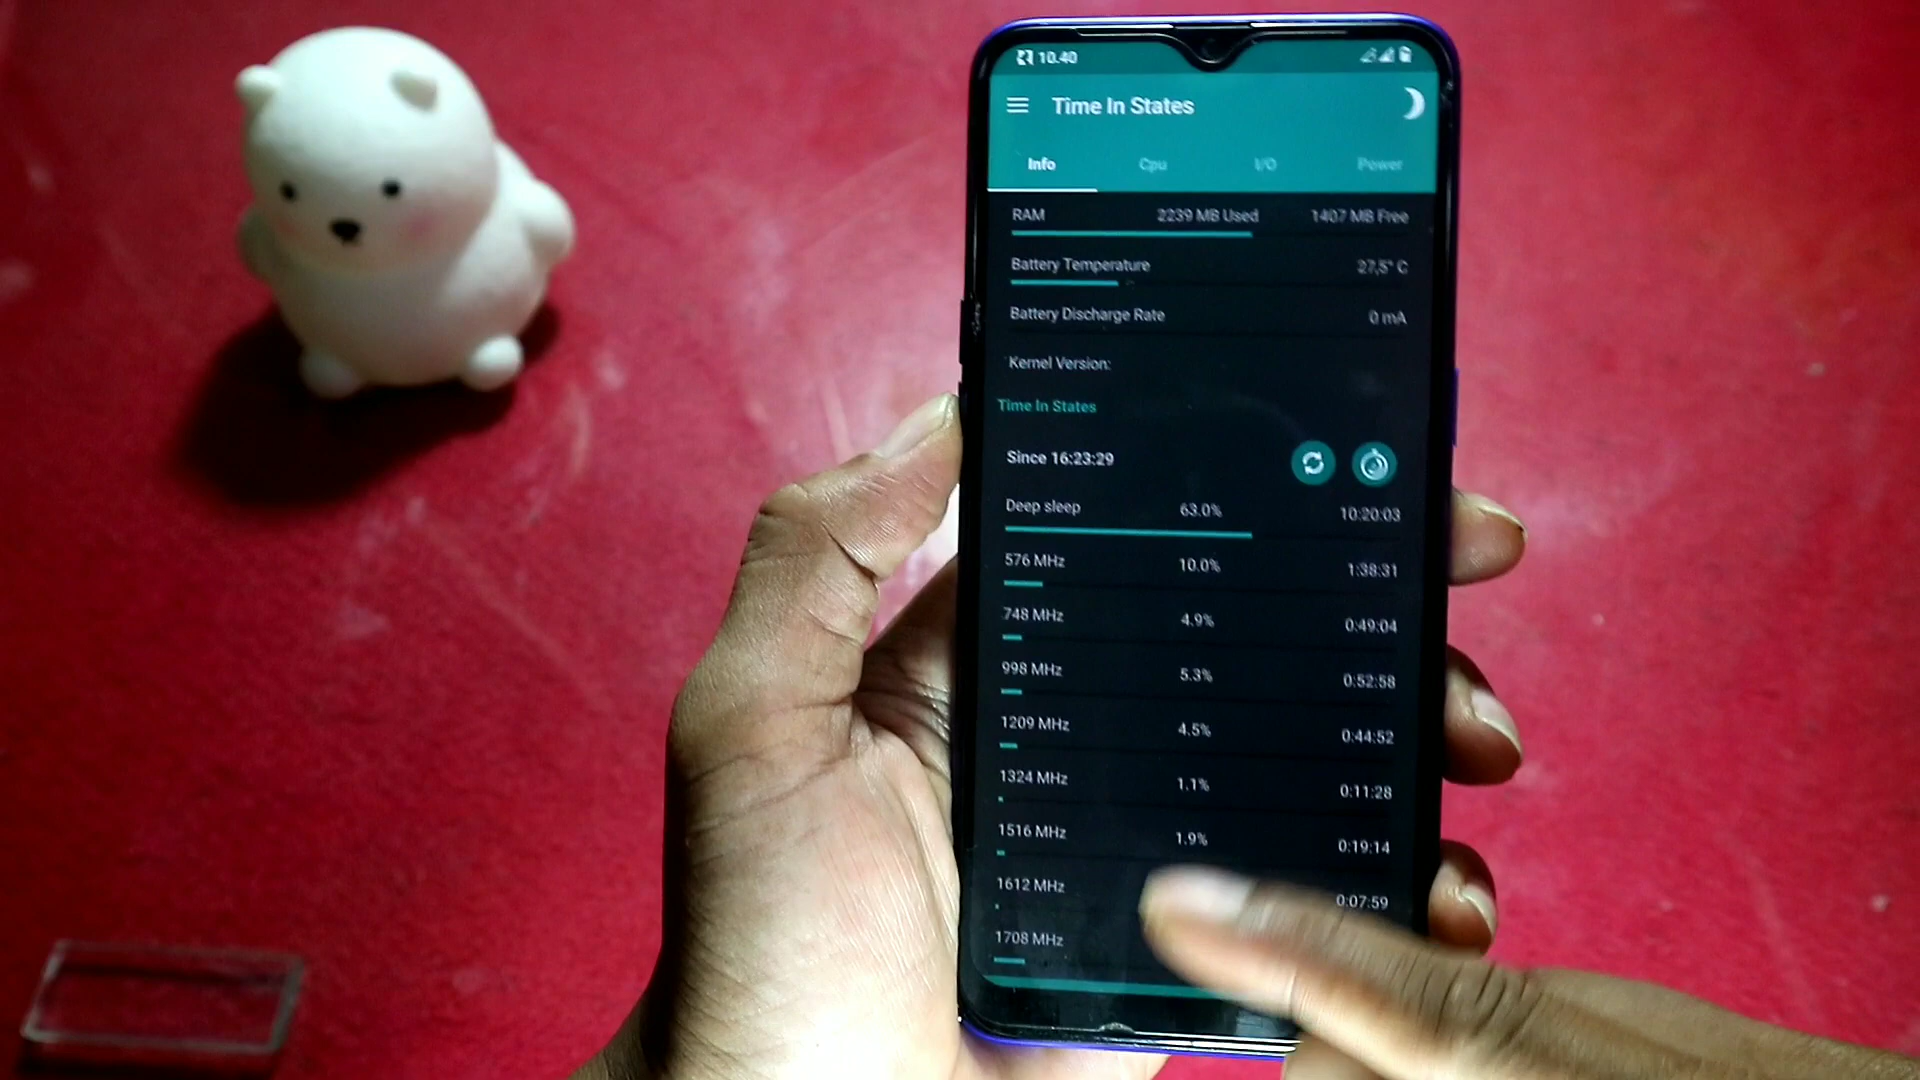 10.40
Time In States
Info Cpu I/O Power
RAM 2239 MB Used 1407 MB Free
Battery Temperature 27,5° C
Battery Discharge Rate 0 mA
Kernel Version:
Time In States
Since 16:23:29
Deep sleep 63.0% 10:20:03
576 MHz 10.0% 1:38:31
748 MHz 4.9% 0:49:04
998 MHz 5.3% 0:52:58
1209 MHz 4.5% 0:44:52
1324 MHz 1.1% 0:11:28
1516 MHz 1.9% 0:19:14
1612 MHz 0:07:59
1708 MHz